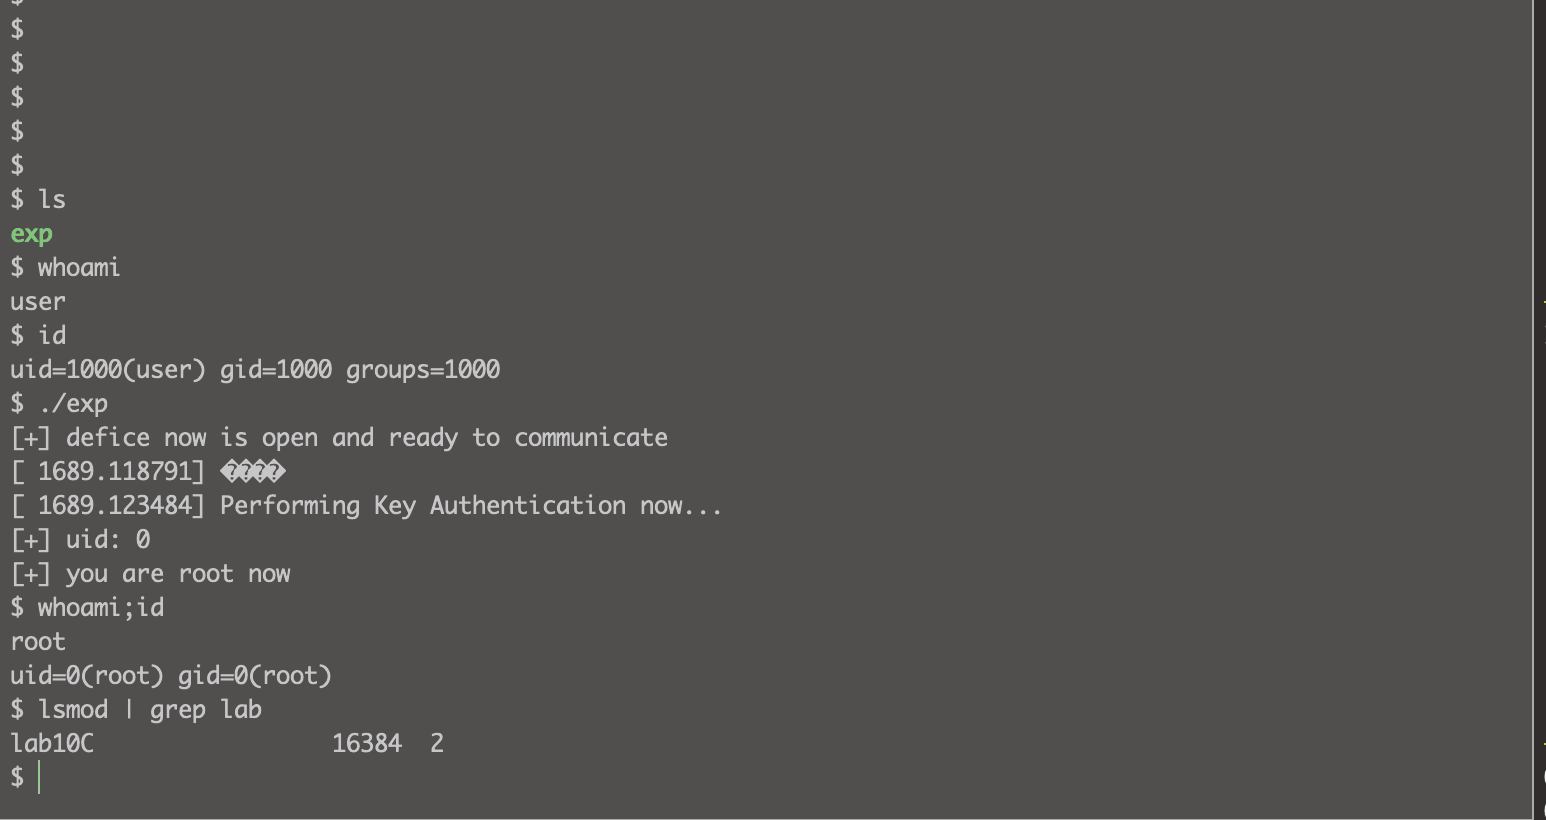 $
$
$
$
$
$
$ ls
exp
$ whoami
user
$ id
uid=1000(user) gid=1000 groups=1000
$ ./exp
[+] defice now is open and ready to communicate
[ 1689.118791] ����
[ 1689.123484] Performing Key Authentication now...
[+] uid: 0
[+] you are root now
$ whoami;id
root
uid=0(root) gid=0(root)
$ lsmod | grep lab
lab10C                 16384  2
$